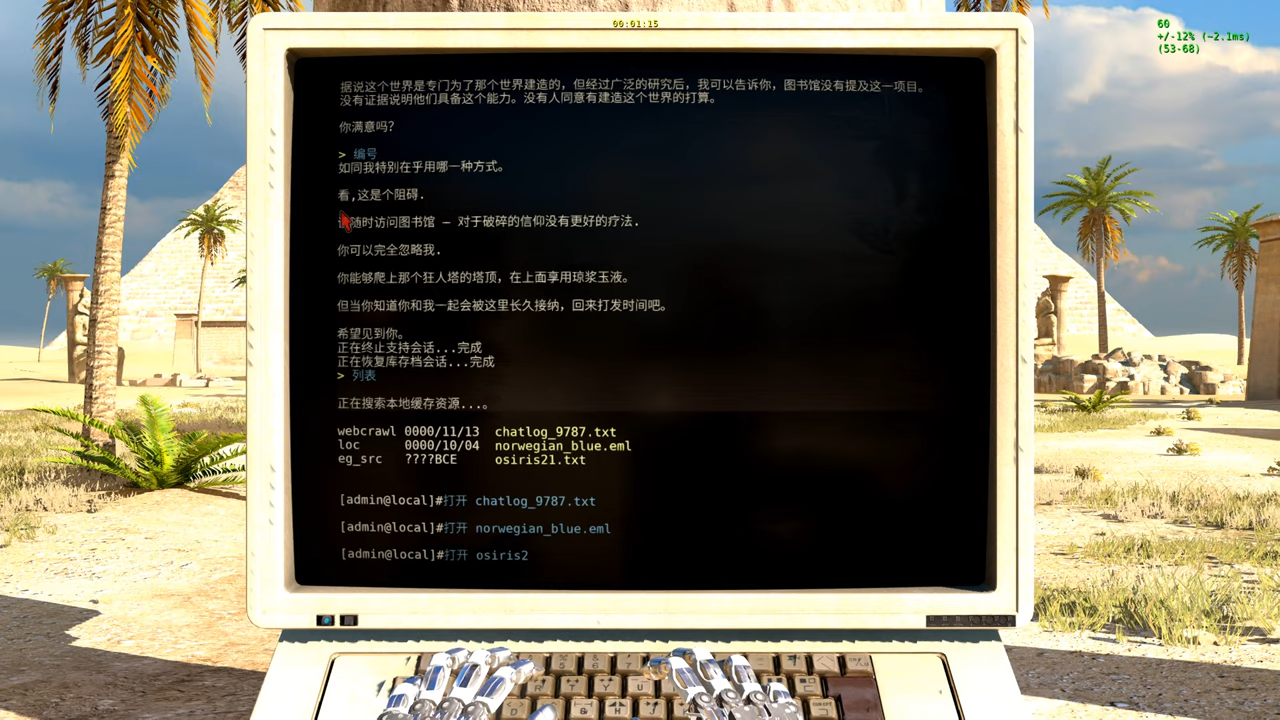 00:01:15
60
+/-12% (~2.1ms)
(53-68)
据说这个世界是专门为了那个世界建造的，但经过广泛的研究后，我可以告诉你，图书馆没有提及这一项目。
没有证据说明他们具备这个能力。没有人同意有建造这个世界的打算。
你满意吗？
> 编号
如同我特别在乎用哪一种方式。
看,这是个阻碍.
随时访问图书馆 — 对于破碎的信仰没有更好的疗法.
你可以完全忽略我.
你能够爬上那个狂人塔的塔顶，在上面享用琼浆玉液。
但当你知道你和我一起会被这里长久接纳，回来打发时间吧。
希望见到你。
正在终止支持会话...完成
正在恢复库存档会话...完成
> 列表
正在搜索本地缓存资源...。
webcrawl 0000/11/13 chatlog_9787.txt
loc 0000/10/04 norwegian_blue.eml
eg_src ????BCE osiris21.txt
[admin@local]#打开 chatlog_9787.txt
[admin@local]#打开 norwegian_blue.eml
[admin@local]#打开 osiris2